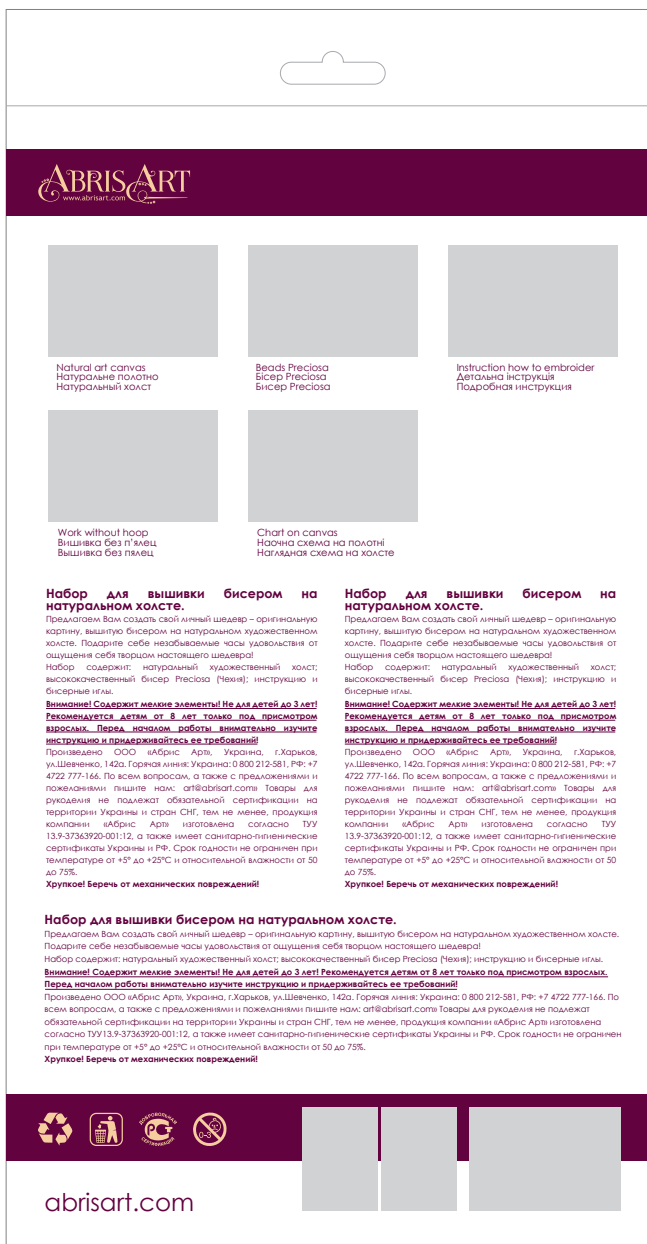 ABRISART
www.abrisart.com
Natural art canvas
Натуральне полотно
Натуральный холст
Beads Preciosa
Бісер Preciosa
Бисер Preciosa
Instruction how to embroider
Детальна інструкція
Подробная инструкция
Work without hoop
Вишивка без п'ялец
Вышивка без пялец
Chart on canvas
Наочна схема на полотні
Наглядная схема на холсте
Набор для вышивки бисером на
натуральном холсте.
Предлагаем Вам создать свой личный шедевр – оригинальную
картину, вышитую бисером на натуральном художественном
холсте. Подарите себе незабываемые часы удовольствия от
ощущения себя творцом настоящего шедевра!
Набор содержит: натуральный художественный холст;
высококачественный бисер Preciosa (Чехия); инструкцию и
бисерные иглы.
Внимание! Содержит мелкие элементы! Не для детей до 3 лет!
Рекомендуется детям от 8 лет только под присмотром
взрослых. Перед началом работы внимательно изучите
инструкцию и придерживайтесь ее требований!
Произведено ООО «Абрис Арт», Украина, г.Харьков,
ул.Шевченко, 142а. Горячая линия: Украина: 0 800 212-581, РФ: +7
4722 777-166. По всем вопросам, а также с предложениями и
пожеланиями пишите нам: art@abrisart.com» Товары для
рукоделия не подлежат обязательной сертификации на
территории Украины и стран СНГ, тем не менее, продукция
компании «Абрис Арт» изготовлена согласно ТУУ
13.9-37363920-001:12, а также имеет санитарно-гигиенические
сертификаты Украины и РФ. Срок годности не ограничен при
температуре от +5° до +25°С и относительной влажности от 50
до 75%.
Хрупкое! Беречь от механических повреждений!
Набор для вышивки бисером на
натуральном холсте.
Предлагаем Вам создать свой личный шедевр – оригинальную
картину, вышитую бисером на натуральном художественном
холсте. Подарите себе незабываемые часы удовольствия от
ощущения себя творцом настоящего шедевра!
Набор содержит: натуральный художественный холст;
высококачественный бисер Preciosa (Чехия); инструкцию и
бисерные иглы.
Внимание! Содержит мелкие элементы! Не для детей до 3 лет!
Рекомендуется детям от 8 лет только под присмотром
взрослых. Перед началом работы внимательно изучите
инструкцию и придерживайтесь ее требований!
Произведено ООО «Абрис Арт», Украина, г.Харьков,
ул.Шевченко, 142а. Горячая линия: Украина: 0 800 212-581, РФ: +7
4722 777-166. По всем вопросам, а также с предложениями и
пожеланиями пишите нам: art@abrisart.com» Товары для
рукоделия не подлежат обязательной сертификации на
территории Украины и стран СНГ, тем не менее, продукция
компании «Абрис Арт» изготовлена согласно ТУУ
13.9-37363920-001:12, а также имеет санитарно-гигиенические
сертификаты Украины и РФ. Срок годности не ограничен при
температуре от +5° до +25°С и относительной влажности от 50
до 75%.
Хрупкое! Беречь от механических повреждений!
Набор для вышивки бисером на натуральном холсте.
Предлагаем Вам создать свой личный шедевр – оригинальную картину, вышитую бисером на натуральном художественном холсте.
Подарите себе незабываемые часы удовольствия от ощущения себя творцом настоящего шедевра!
Набор содержит: натуральный художественный холст; высококачественный бисер Preciosa (Чехия); инструкцию и бисерные иглы.
Внимание! Содержит мелкие элементы! Не для детей до 3 лет! Рекомендуется детям от 8 лет только под присмотром взрослых.
Перед началом работы внимательно изучите инструкцию и придерживайтесь ее требований!
Произведено ООО «Абрис Арт», Украина, г.Харьков, ул.Шевченко, 142а. Горячая линия: Украина: 0 800 212-581, РФ: +7 4722 777-166. По
всем вопросам, а также с предложениями и пожеланиями пишите нам: art@abrisart.com» Товары для рукоделия не подлежат
обязательной сертификации на территории Украины и стран СНГ, тем не менее, продукция компании «Абрис Арт» изготовлена
согласно ТУУ13.9-37363920-001:12, а также имеет санитарно-гигиенические сертификаты Украины и РФ. Срок годности не ограничен
при температуре от +5° до +25°С и относительной влажности от 50 до 75%.
Хрупкое! Беречь от механических повреждений!
ДОБРОВОЛЬНАЯ
СЕРТИФИКАЦИЯ
0-3
abrisart.com